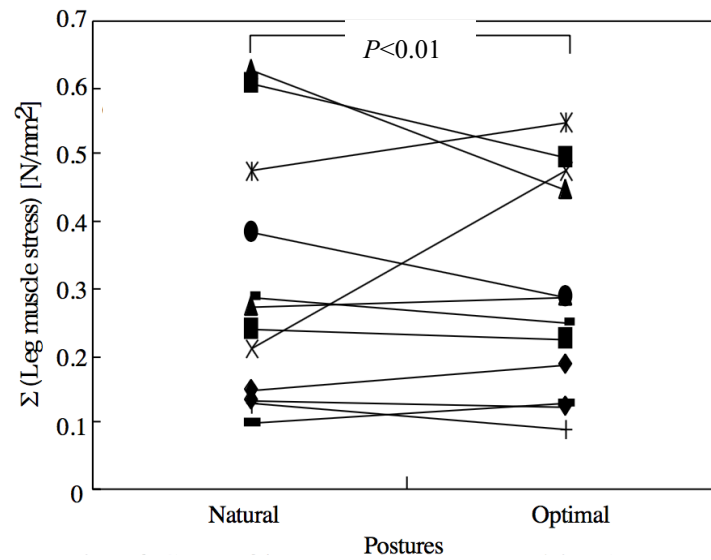 0.7
P<0.01
0.6
0.5
0.4
0.3
0.2
0.1
0
Σ (Leg muscle stress) [N/mm²]
Natural
Optimal
Postures